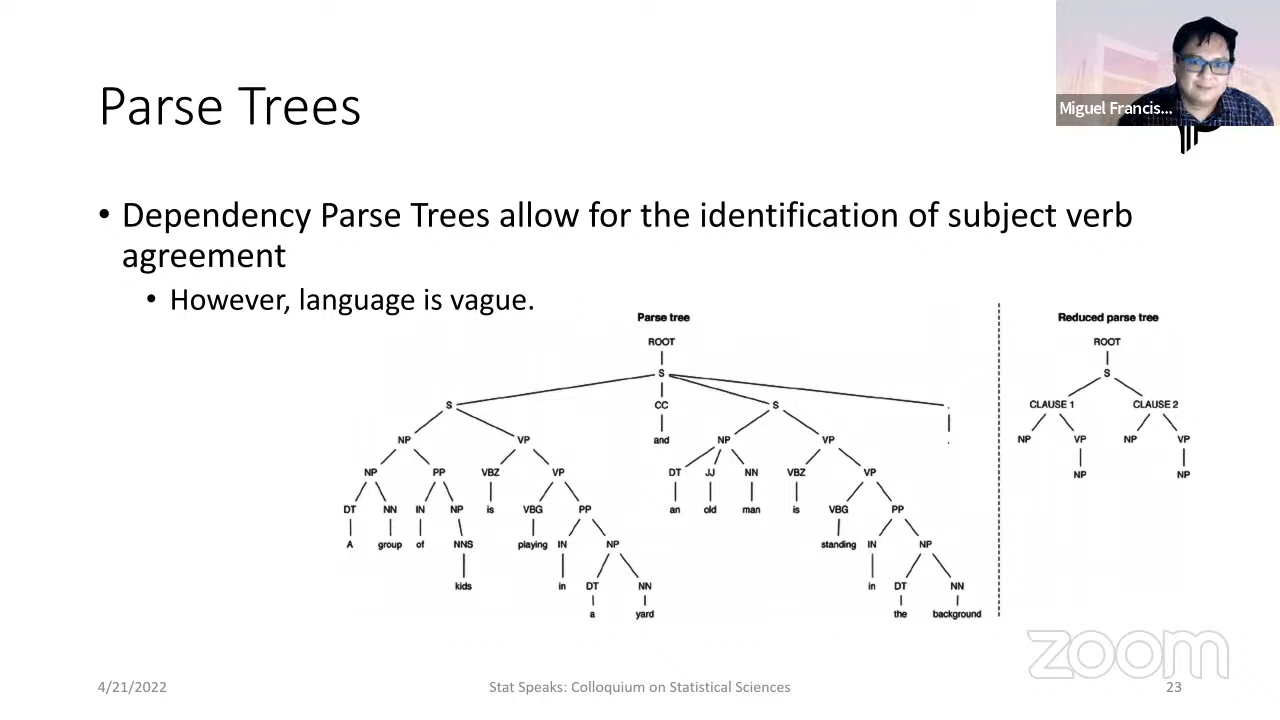 Miguel Francis...
Parse Trees
• Dependency Parse Trees allow for the identification of subject verb
agreement
• However, language is vague.
Parse tree
ROOT
S
S CC S .
NP VP and NP VP .
NP PP VBZ VP DT JJ NN VBZ VP
DT NN IN NP is VBG PP an old man is VBG PP
A group of NNS playing IN NP standing IN NP
kids in DT NN in DT NN
a yard the background
Reduced parse tree
ROOT
S
CLAUSE 1 CLAUSE 2
NP VP NP VP
NP NP
zoom
4/21/2022 Stat Speaks: Colloquium on Statistical Sciences 23